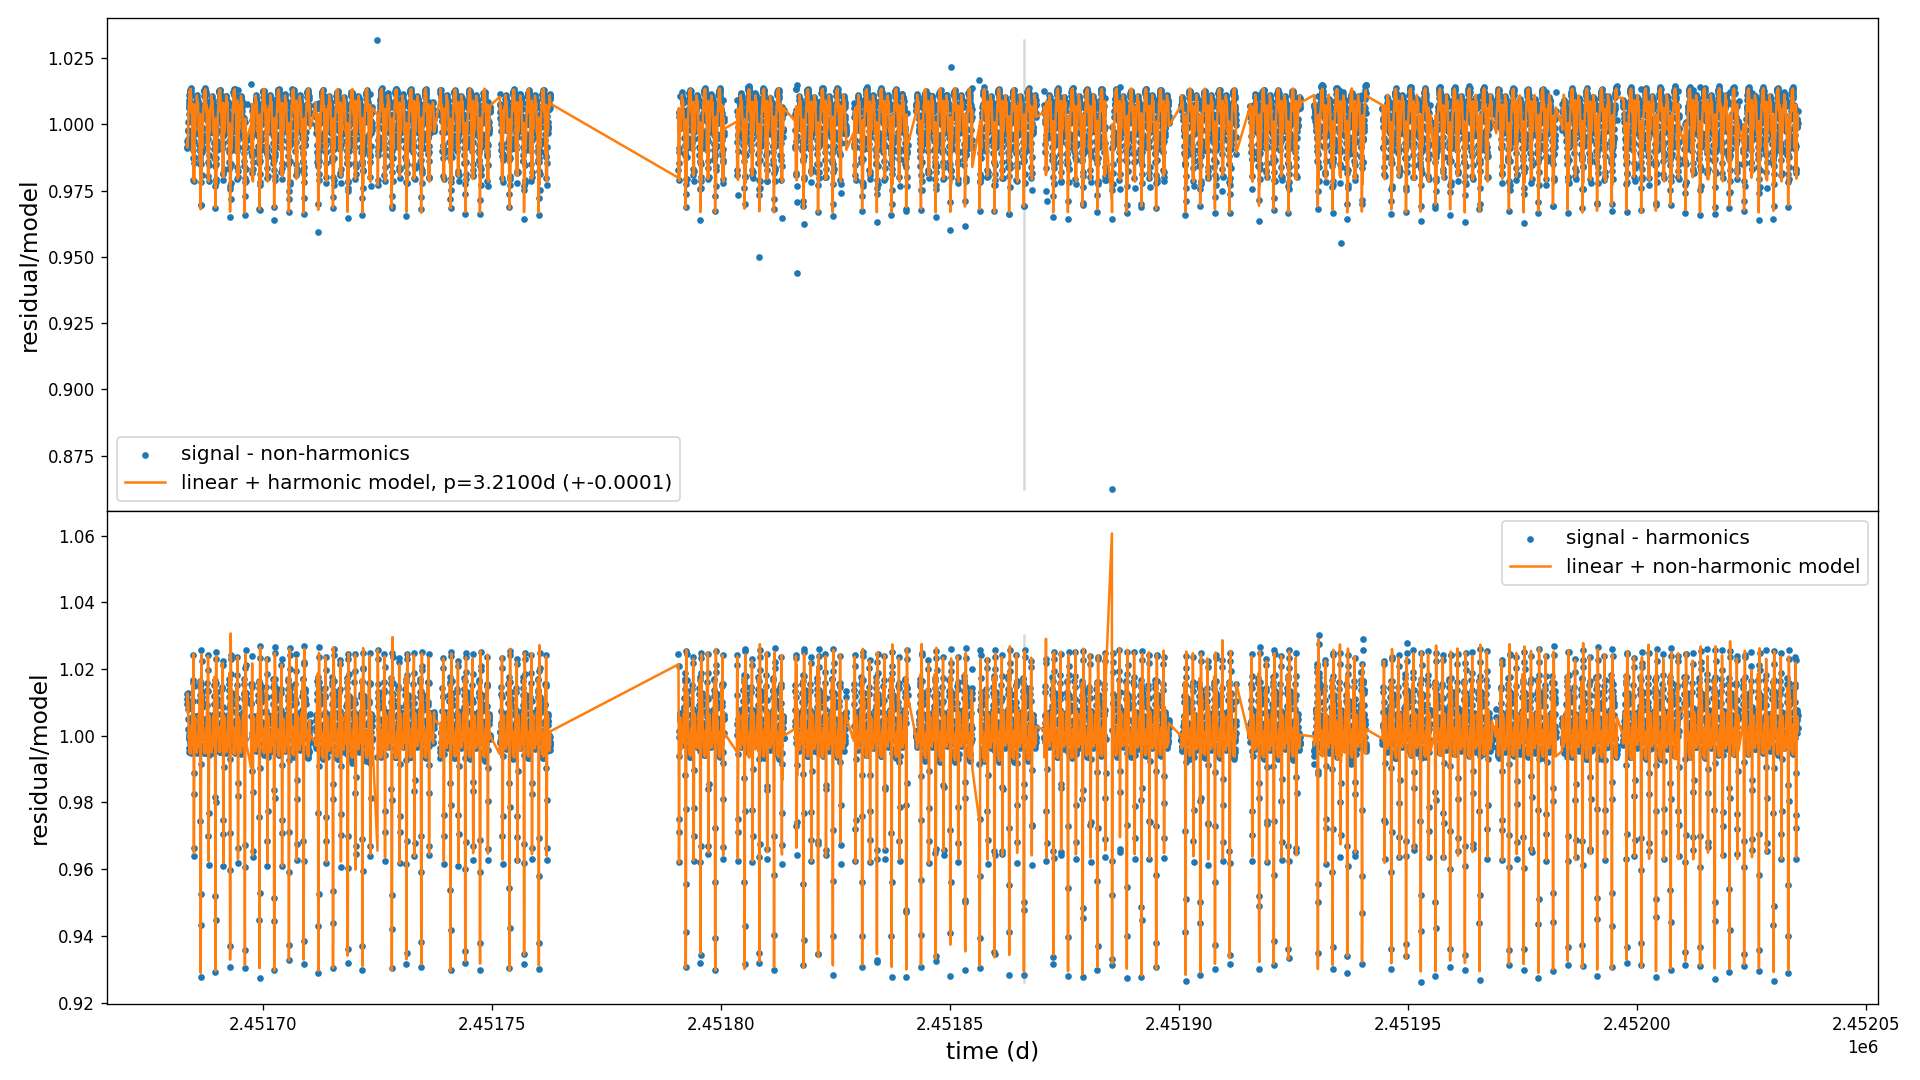 1.025
1.000
0.975
0.950
0.925
0.900
0.875
residual/model
signal - non-harmonics
linear + harmonic model, p=3.2100d (+-0.0001)
1.06
1.04
1.02
1.00
0.98
0.96
0.94
0.92
residual/model
signal - harmonics
linear + non-harmonic model
2.45170 2.45175 2.45180 2.45185 2.45190 2.45195 2.45200 2.45205
time (d)
1e6